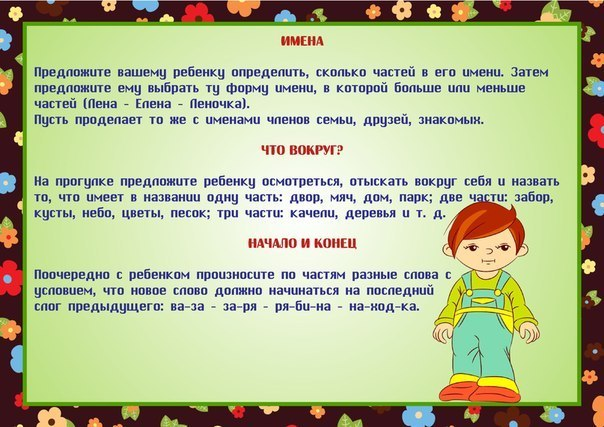 ИМЕНА
Предложите вашему ребенку определить, сколько частей в его имени. Затем
предложите ему выбрать ту форму имени, в которой больше или меньше
частей (Лена - Елена - Леночка).
Пусть проделает то же с именами членов семьи, друзей, знакомых.
ЧТО ВОКРУГ?
На прогулке предложите ребенку осмотреться, отыскать вокруг себя и назвать
то, что имеет в названии одну часть: двор, мяч, дом, парк; две части: забор,
кусты, небо, цветы, песок; три части: качели, деревья и т. д.
НАЧАЛО И КОНЕЦ
Поочередно с ребенком произносите по частям разные слова с
условием, что новое слово должно начинаться на последний
слог предыдущего: ва-за - за-ря - ря-би-на - на-ход-ка.